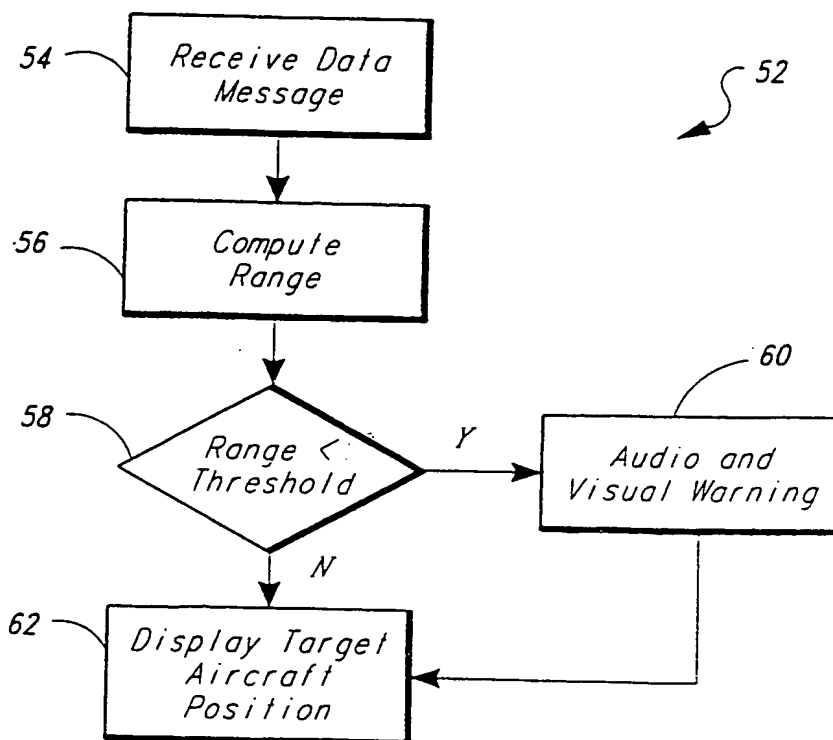 54
Receive Data
Message
52
56
Compute
Range
58
Range <
Threshold
Y
60
Audio and
Visual Warning
N
62
Display Target
Aircraft
Position